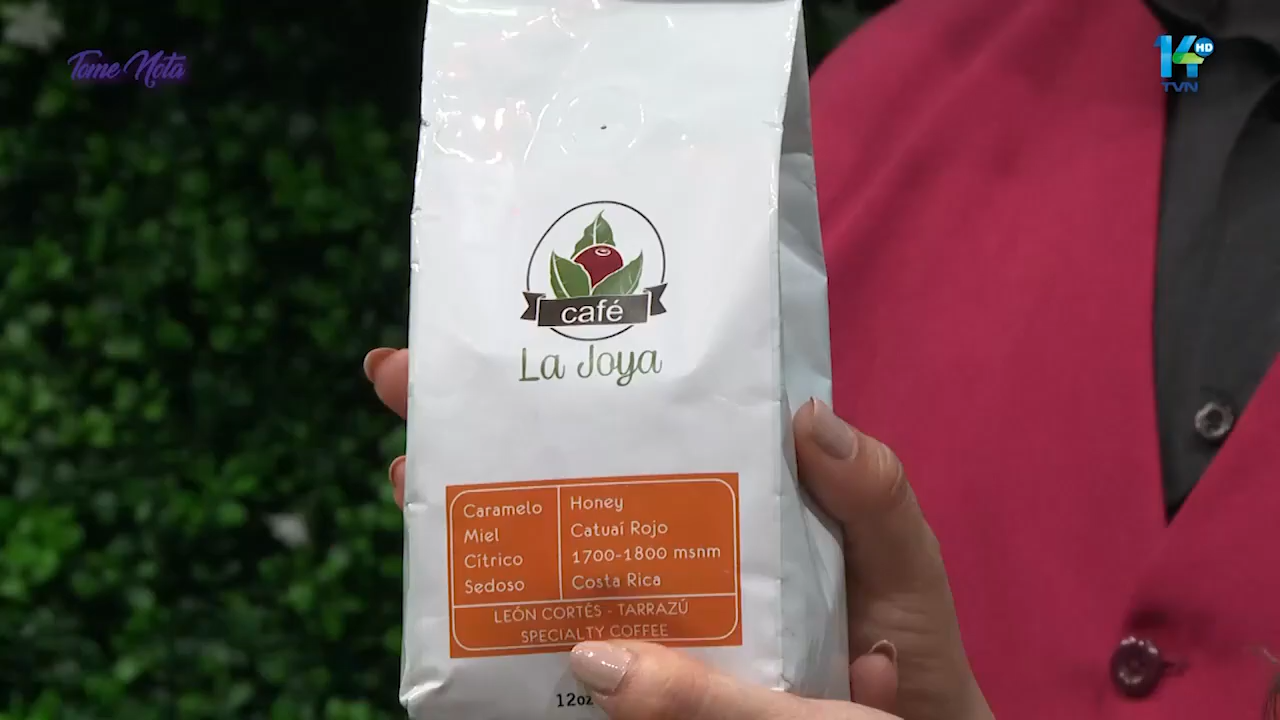 Tome Nota
14 HD
TVN
café
La Joya
Caramelo
Miel
Cítrico
Sedoso
Honey
Catuaí Rojo
1700-1800 msnm
Costa Rica
LEÓN CORTÉS - TARRAZÚ
SPECIALTY COFFEE
12oz